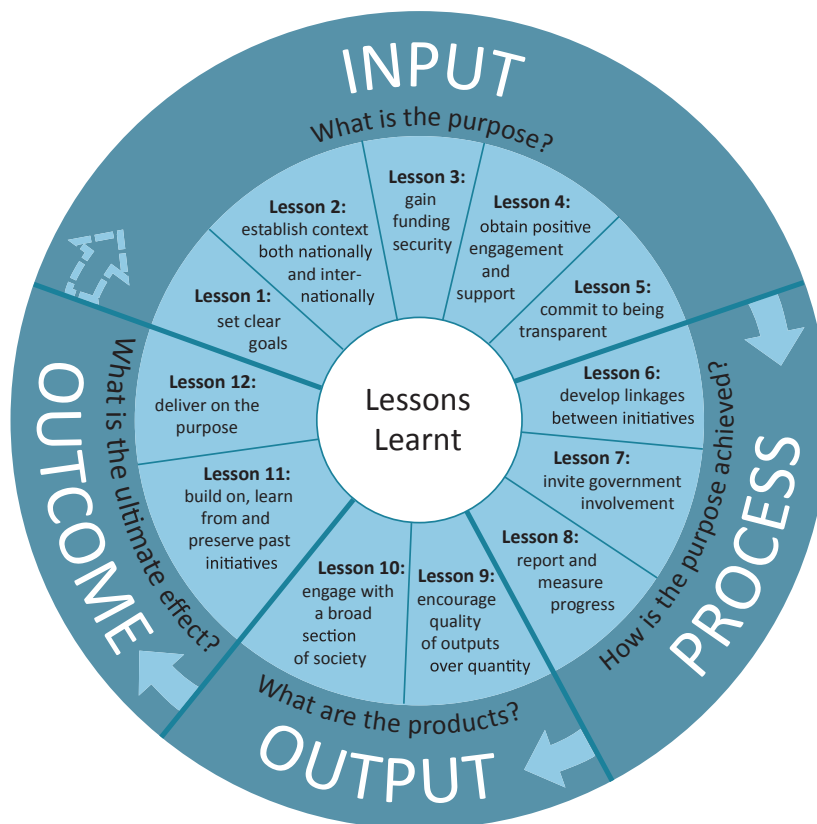 INPUT
What is the purpose?
Lesson 1:
set clear
goals
Lesson 2:
establish context
both nationally
and inter-
nationally
Lesson 3:
gain
funding
security
Lesson 4:
obtain positive
engagement
and
support
Lesson 5:
commit to being
transparent
PROCESS
How is the purpose achieved?
Lesson 6:
develop linkages
between initiatives
Lesson 7:
invite government
involvement
Lesson 8:
report and
measure
progress
OUTPUT
What are the products?
Lesson 9:
encourage
quality
of outputs
over quantity
Lesson 10:
engage with
a broad
section
of society
OUTCOME
What is the ultimate effect?
Lesson 11:
build on, learn
from and
preserve past
initiatives
Lesson 12:
deliver on the
purpose
Lessons
Learnt